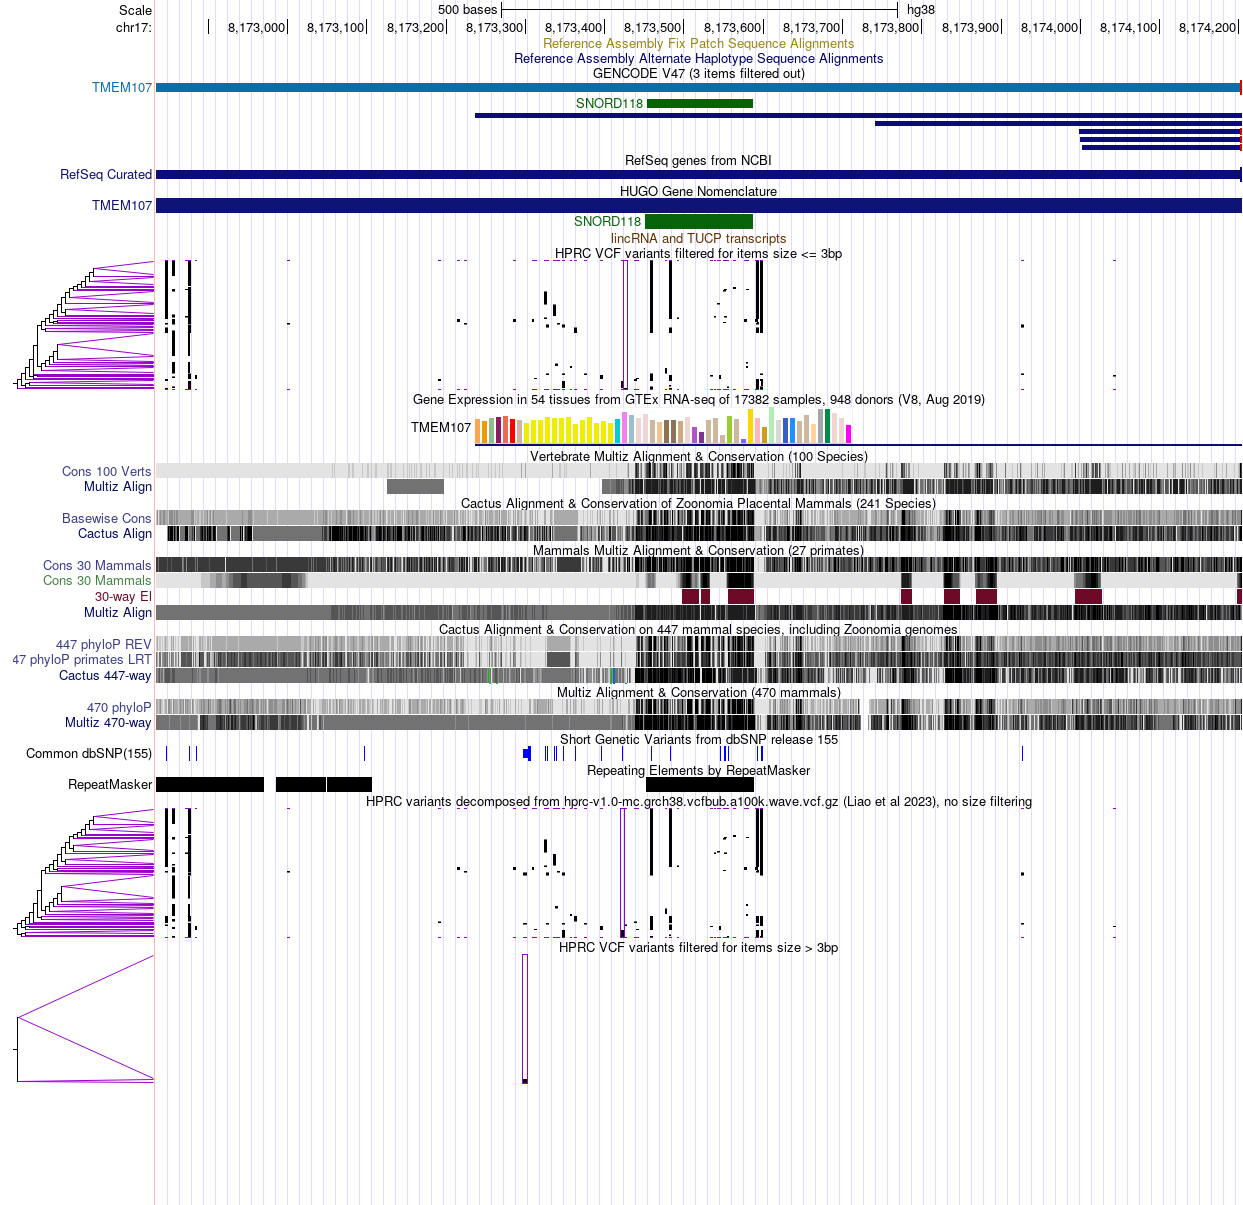 Scale 500 bases hg38
chr17: 8,173,000 8,173,100 8,173,200 8,173,300 8,173,400 8,173,500 8,173,600 8,173,700 8,173,800 8,173,900 8,174,000 8,174,100 8,174,200
Reference Assembly Fix Patch Sequence Alignments
Reference Assembly Alternate Haplotype Sequence Alignments
GENCODE V47 (3 items filtered out)
TMEM107
SNORD118
RefSeq genes from NCBI
RefSeq Curated
HUGO Gene Nomenclature
TMEM107
SNORD118
lincRNA and TUCP transcripts
HPRC VCF variants filtered for items size <= 3bp
Gene Expression in 54 tissues from GTEx RNA-seq of 17382 samples, 948 donors (V8, Aug 2019)
TMEM107
Vertebrate Multiz Alignment & Conservation (100 Species)
Cons 100 Verts
Multiz Align
Cactus Alignment & Conservation of Zoonomia Placental Mammals (241 Species)
Basewise Cons
Cactus Align
Mammals Multiz Alignment & Conservation (27 primates)
Cons 30 Mammals
Cons 30 Mammals
30-way El
Multiz Align
Cactus Alignment & Conservation on 447 mammal species, including Zoonomia genomes
447 phyloP REV
47 phyloP primates LRT
Cactus 447-way
Multiz Alignment & Conservation (470 mammals)
470 phyloP
Multiz 470-way
Short Genetic Variants from dbSNP release 155
Common dbSNP(155)
Repeating Elements by RepeatMasker
RepeatMasker
HPRC variants decomposed from hprc-v1.0-mc.grch38.vcfbub.a100k.wave.vcf.gz (Liao et al 2023), no size filtering
HPRC VCF variants filtered for items size > 3bp